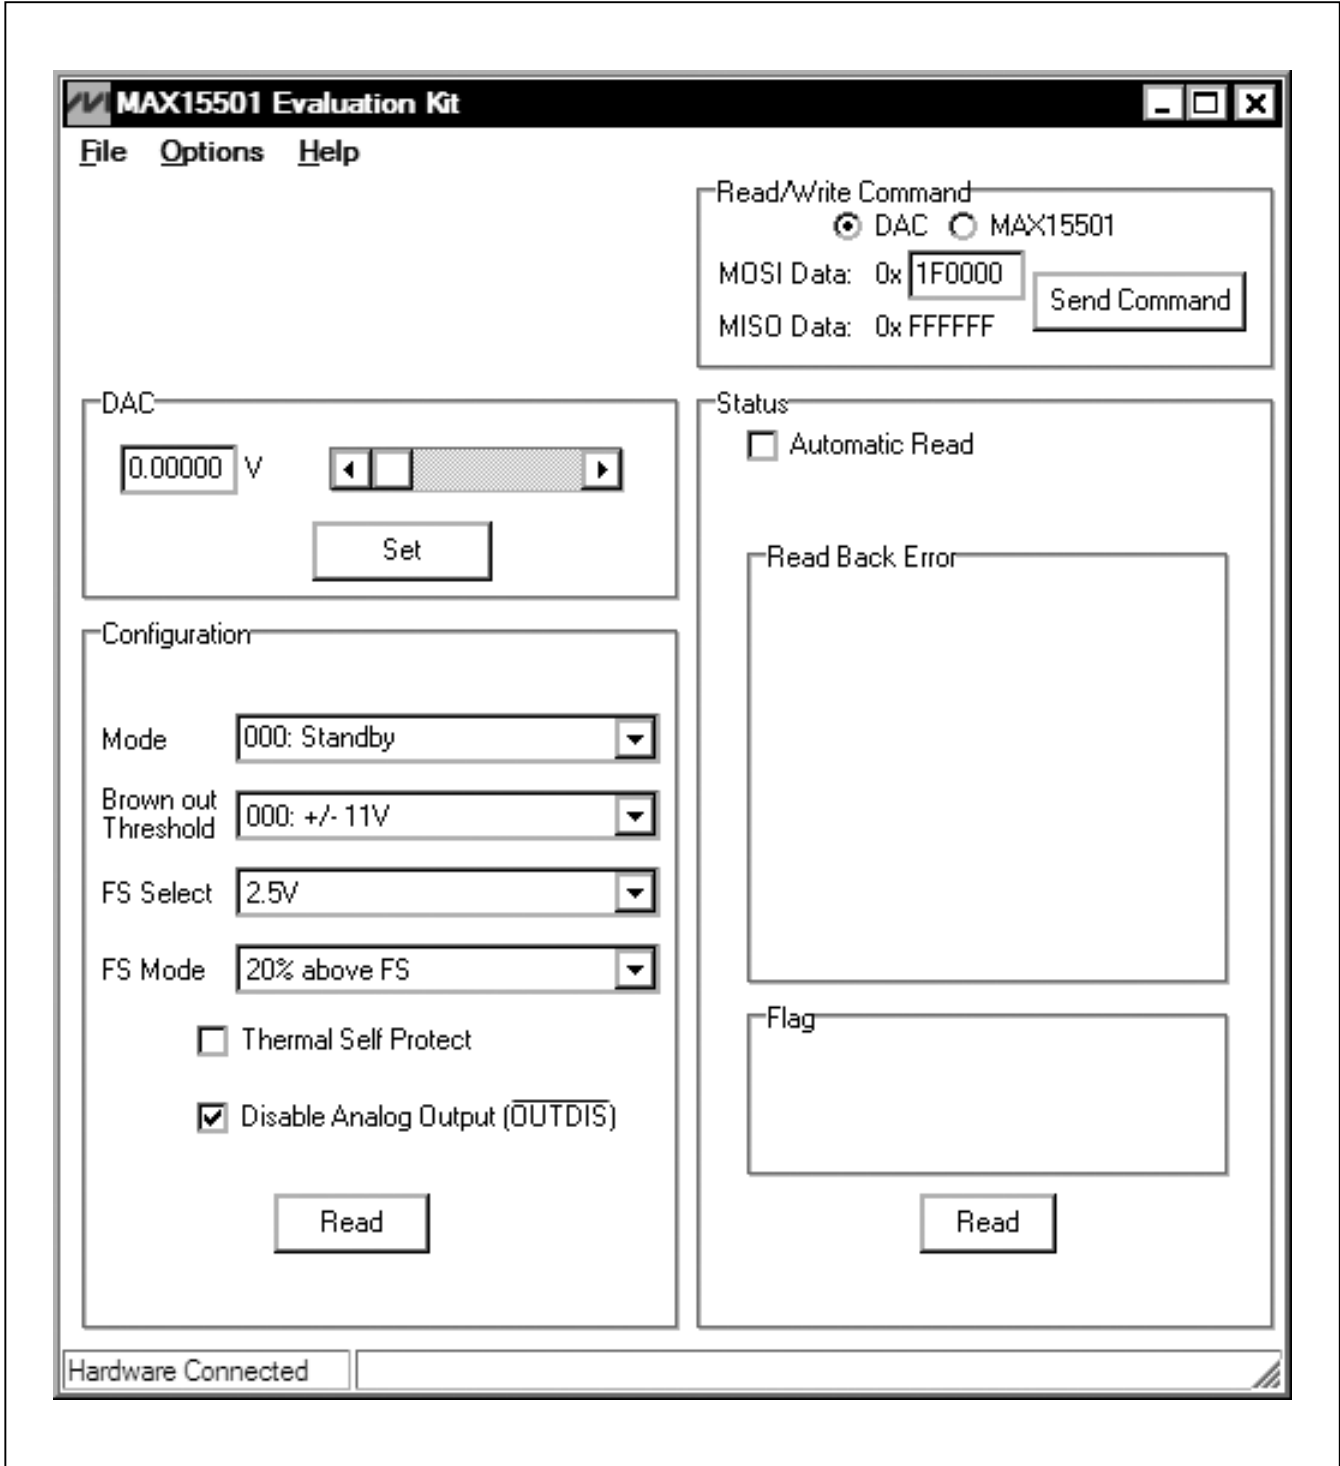 MAX15501 Evaluation Kit
File Options Help
Read/Write Command
DAC MAX15501
MOSI Data: 0x 1F0000
Send Command
MISO Data: 0x FFFFFF
DAC
0.00000 V
Set
Configuration
Mode 000: Standby
Brown out
Threshold 000: +/- 11V
FS Select 2.5V
FS Mode 20% above FS
Thermal Self Protect
Disable Analog Output (OUTDIS)
Read
Status
Automatic Read
Read Back Error
Flag
Read
Hardware Connected